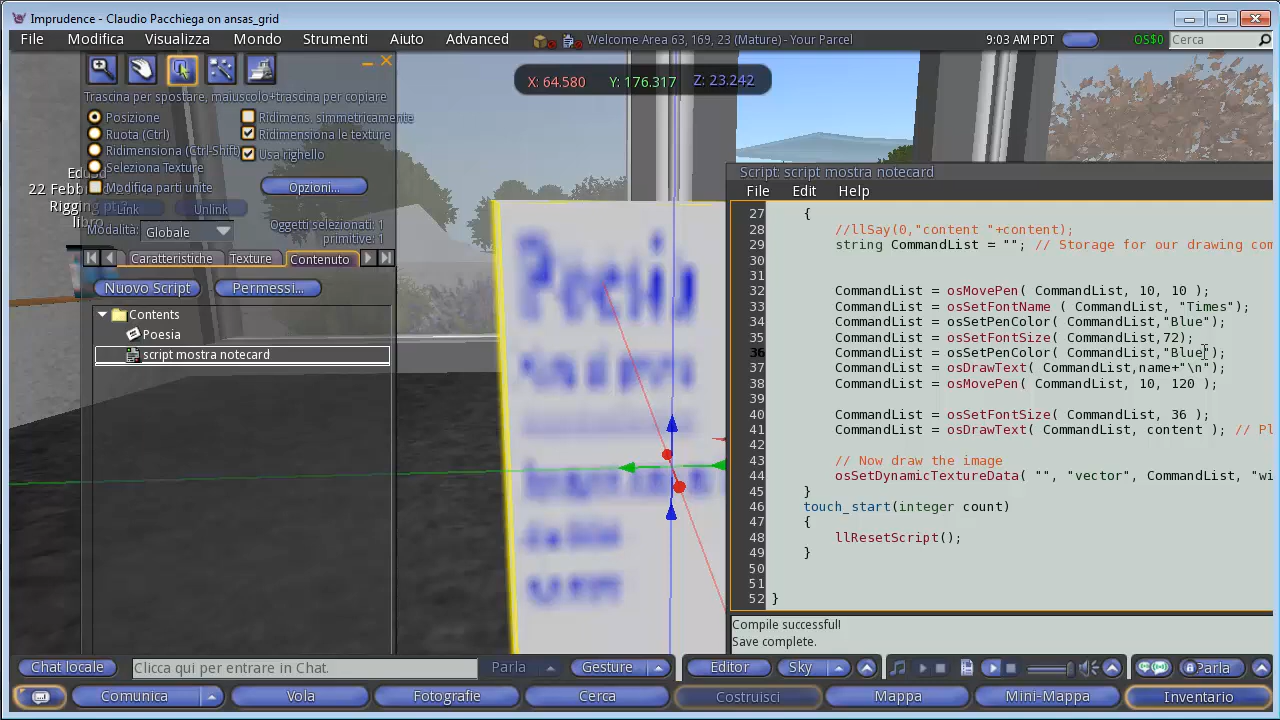 Imprudence - Claudio Pacchiega on ansas_grid
File Modifica Visualizza Mondo Strumenti Aiuto Advanced Welcome Area 63, 169, 23 (Mature) - Your Parcel 9:03 AM PDT OS$0 Cerca
X: 64.580 Y: 176.317 Z: 23.242
Trascina per spostare, maiuscolo+trascina per copiare
Posizione
Ridimens. simmetricamente
Ruota (Ctrl)
Ridimensiona le texture
Ridimensiona (Ctrl-Shift
Usa righello
Seleziona Texture
22 Febb
Modifica parti unite
Opzioni...
Link
Unlink
Modalità: Globale
Oggetti selezionati: 1
primitive: 1
Caratteristiche Texture Contenuto
Nuovo Script Permessi...
Contents
Poesia
script mostra notecard
Script: script mostra notecard
File Edit Help
27 {
28 //llSay(0,"content "+content);
29 string CommandList = ""; // Storage for our drawing com
30
31
32 CommandList = osMovePen( CommandList, 10, 10 );
33 CommandList = osSetFontName ( CommandList, "Times");
34 CommandList = osSetPenColor( CommandList,"Blue");
35 CommandList = osSetFontSize( CommandList,72);
36 CommandList = osSetPenColor( CommandList,"Blue");
37 CommandList = osDrawText( CommandList,name+"\n");
38 CommandList = osMovePen( CommandList, 10, 120 );
39
40 CommandList = osSetFontSize( CommandList, 36 );
41 CommandList = osDrawText( CommandList, content ); // Pl
42
43 // Now draw the image
44 osSetDynamicTextureData( "", "vector", CommandList, "wi
45 }
46 touch_start(integer count)
47 {
48 llResetScript();
49 }
50
51
52 }
Compile successful!
Save complete.
Chat locale Clicca qui per entrare in Chat. Parla Gesture Editor Sky Parla
Comunica Vola Fotografie Cerca Costruisci Mappa Mini-Mappa Inventario